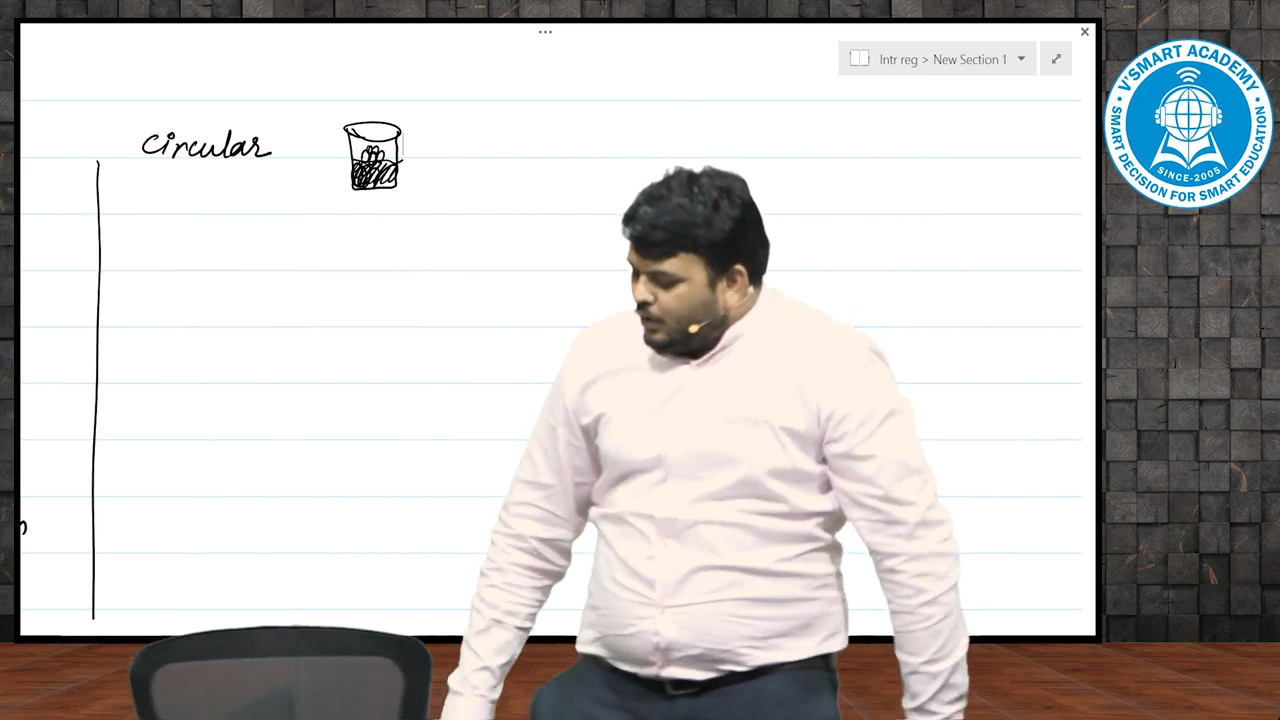 Intr reg > New Section 1
circular
V'SMART ACADEMY
SINCE-2005
SMART DECISION FOR SMART EDUCATION